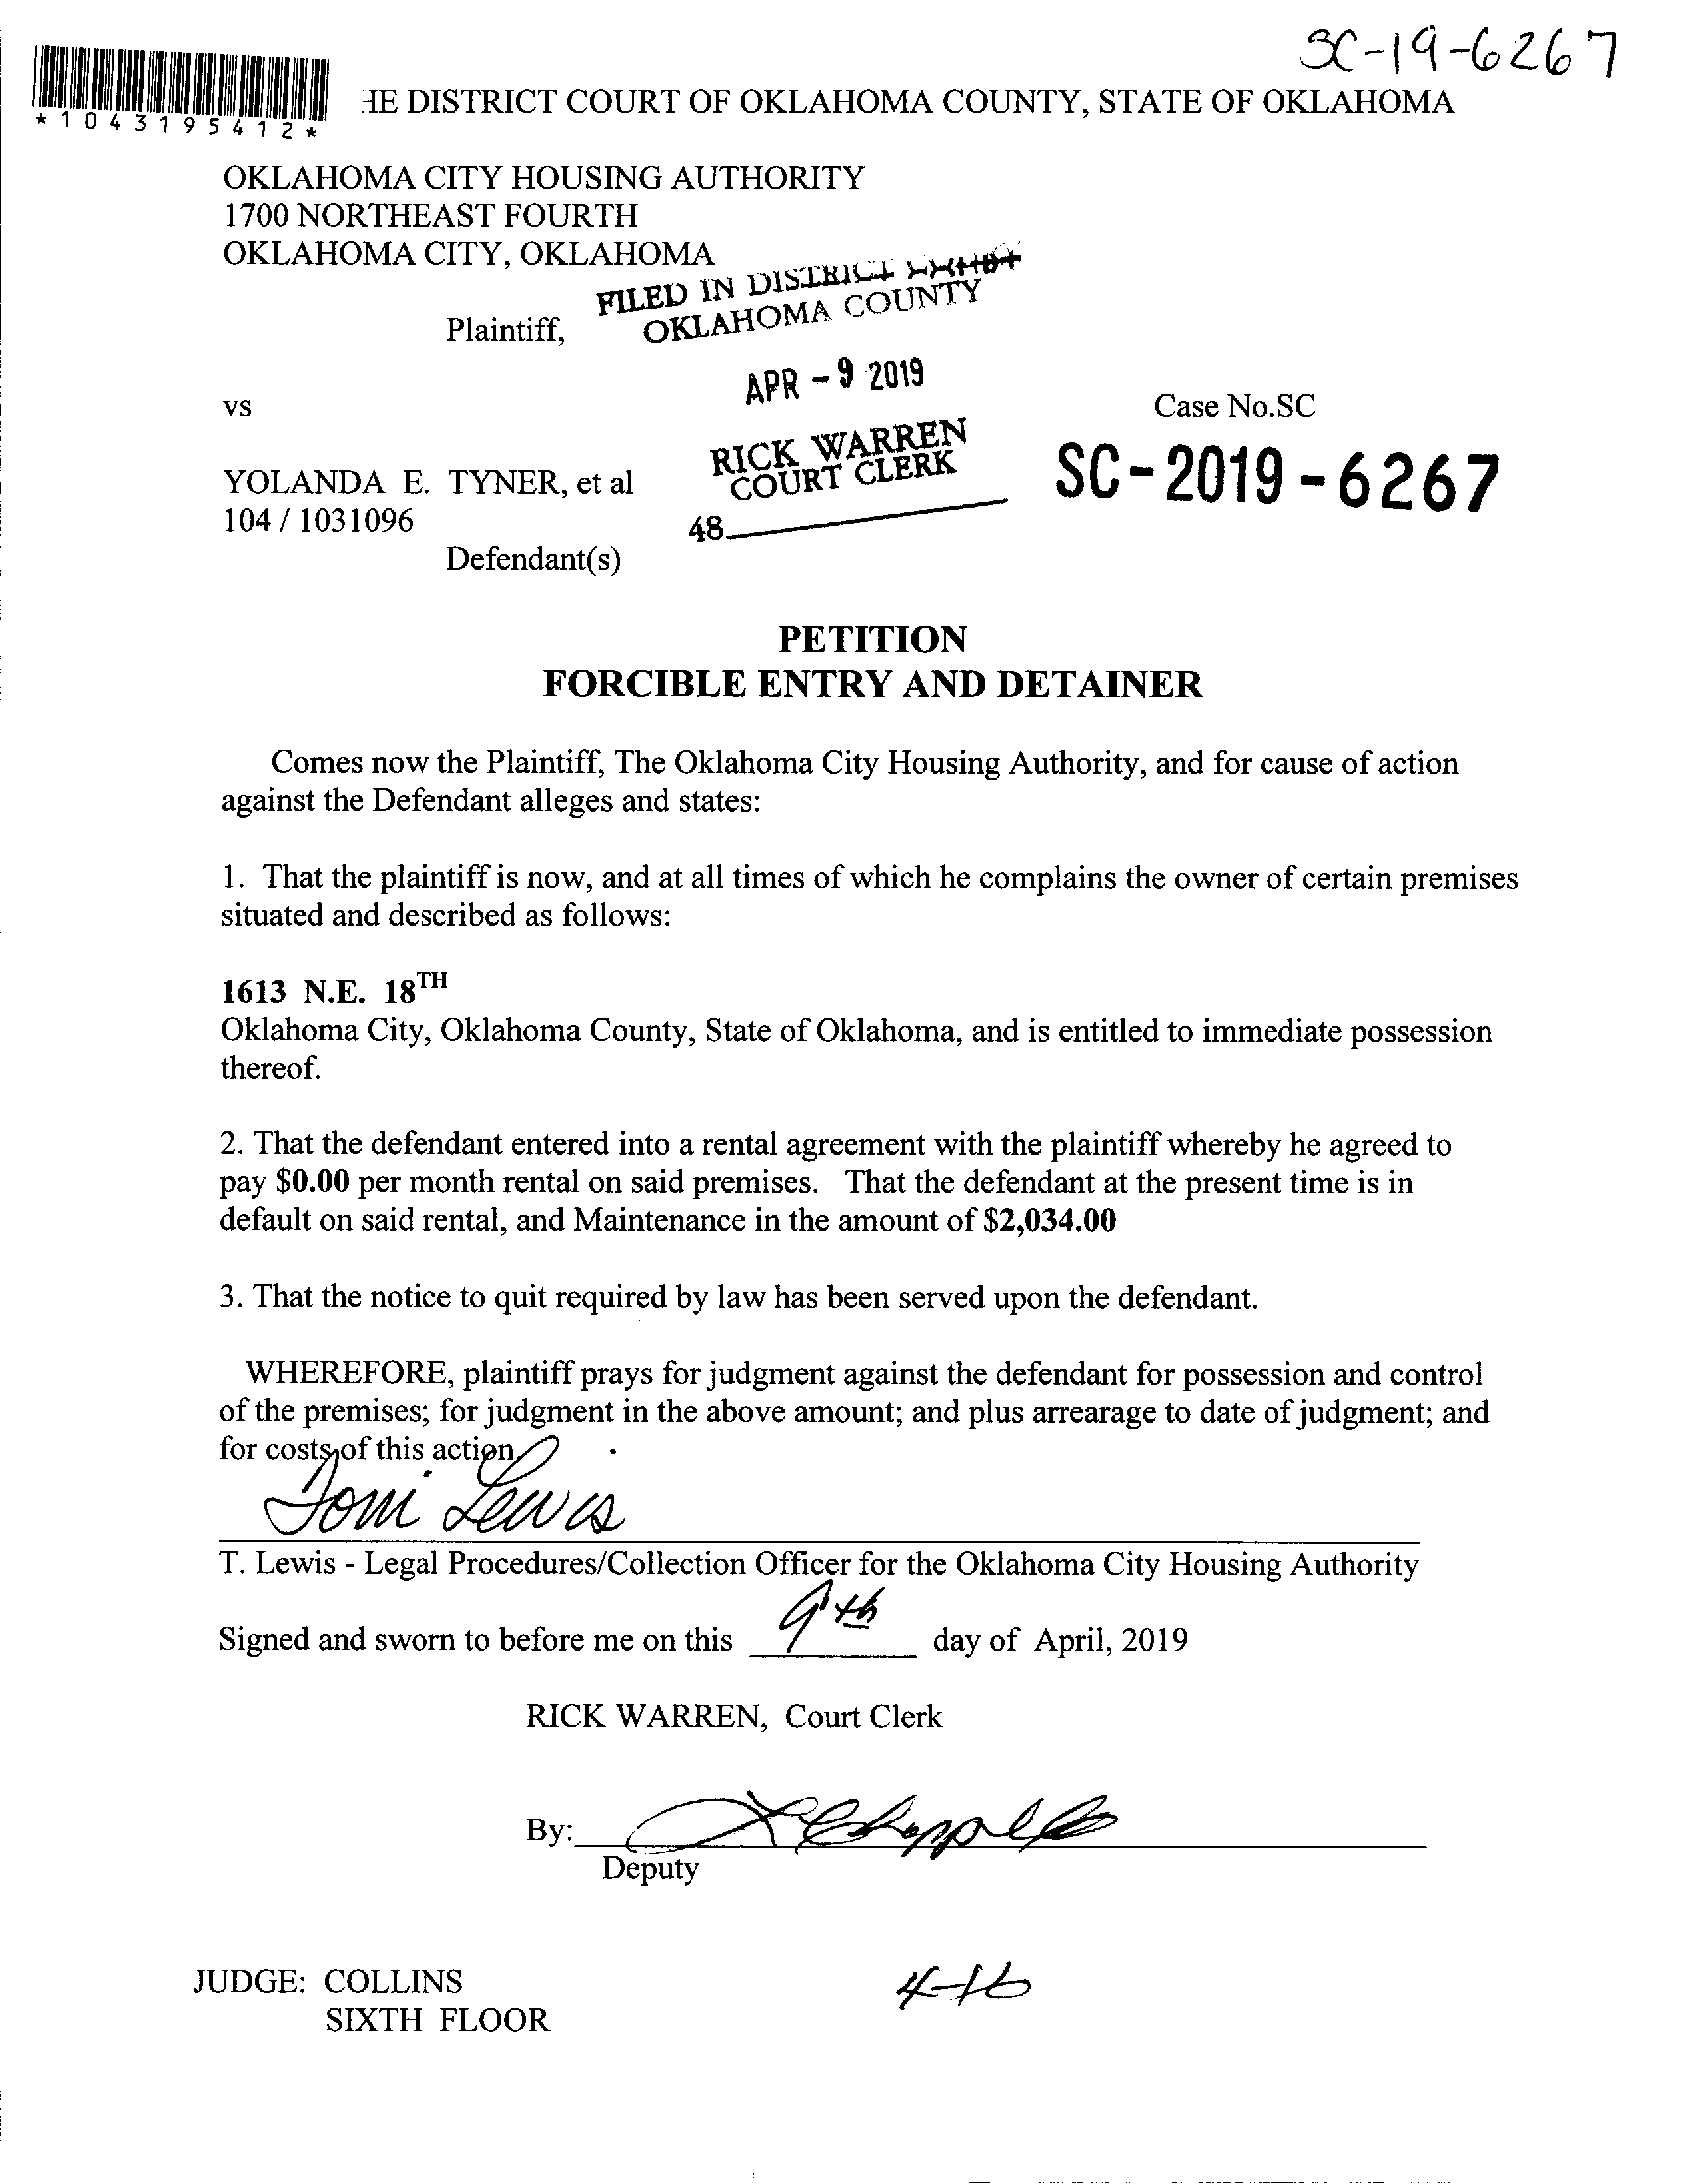 SC-19-6267
*1043195412*
HE DISTRICT COURT OF OKLAHOMA COUNTY, STATE OF OKLAHOMA
OKLAHOMA CITY HOUSING AUTHORITY
1700 NORTHEAST FOURTH
OKLAHOMA CITY, OKLAHOMA
FILED IN DISTRICT
OKLAHOMA COUNTY
Plaintiff,
APR - 9 2019
vs
Case No.SC
RICK WARREN
COURT CLERK
SC-2019-6267
YOLANDA E. TYNER, et al
104 / 1031096
48
Defendant(s)
PETITION
FORCIBLE ENTRY AND DETAINER
Comes now the Plaintiff, The Oklahoma City Housing Authority, and for cause of action
against the Defendant alleges and states:
1. That the plaintiff is now, and at all times of which he complains the owner of certain premises
situated and described as follows:
1613 N.E. 18TH
Oklahoma City, Oklahoma County, State of Oklahoma, and is entitled to immediate possession
thereof.
2. That the defendant entered into a rental agreement with the plaintiff whereby he agreed to
pay $0.00 per month rental on said premises. That the defendant at the present time is in
default on said rental, and Maintenance in the amount of $2,034.00
3. That the notice to quit required by law has been served upon the defendant.
WHEREFORE, plaintiff prays for judgment against the defendant for possession and control
of the premises; for judgment in the above amount; and plus arrearage to date of judgment; and
for costs of this action.
Toni Lewis
T. Lewis - Legal Procedures/Collection Officer for the Oklahoma City Housing Authority
Signed and sworn to before me on this 9th day of April, 2019
RICK WARREN, Court Clerk
By:
Deputy
JUDGE: COLLINS
SIXTH FLOOR
4-16